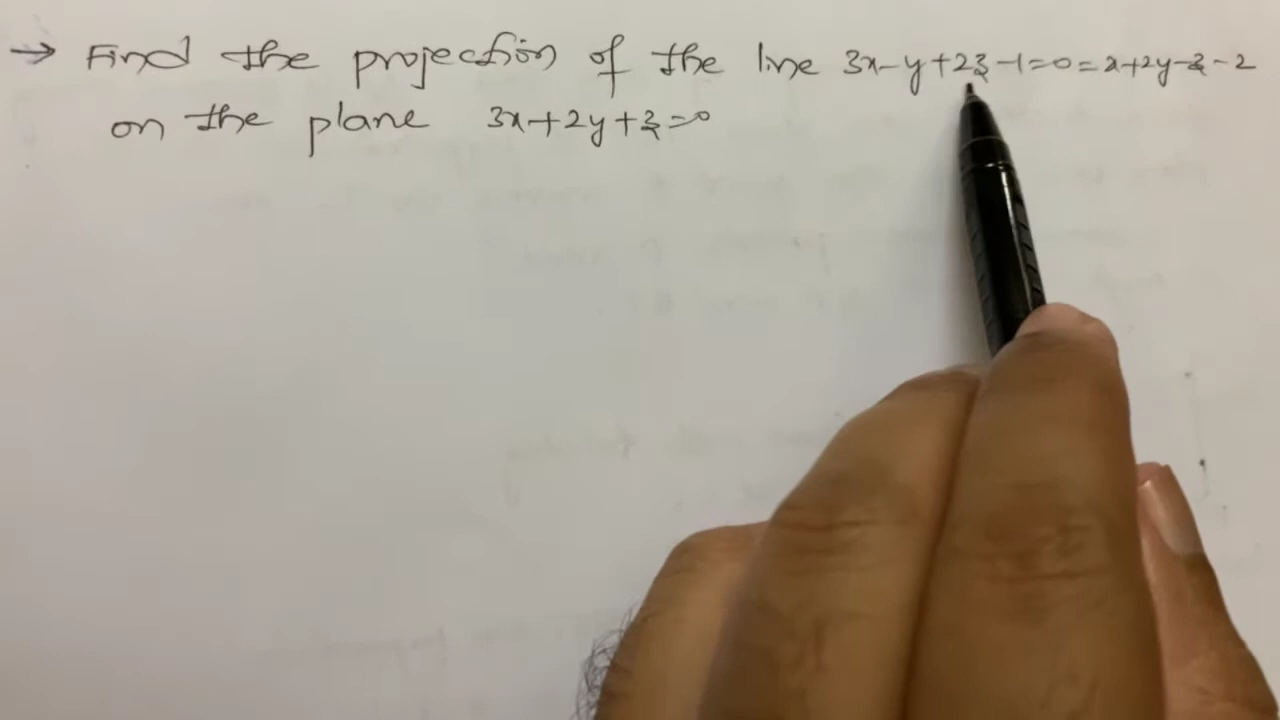 → Find the projection of the line 3x-y+2z-1=0=x+2y-z-2
on the plane 3x+2y+z=0